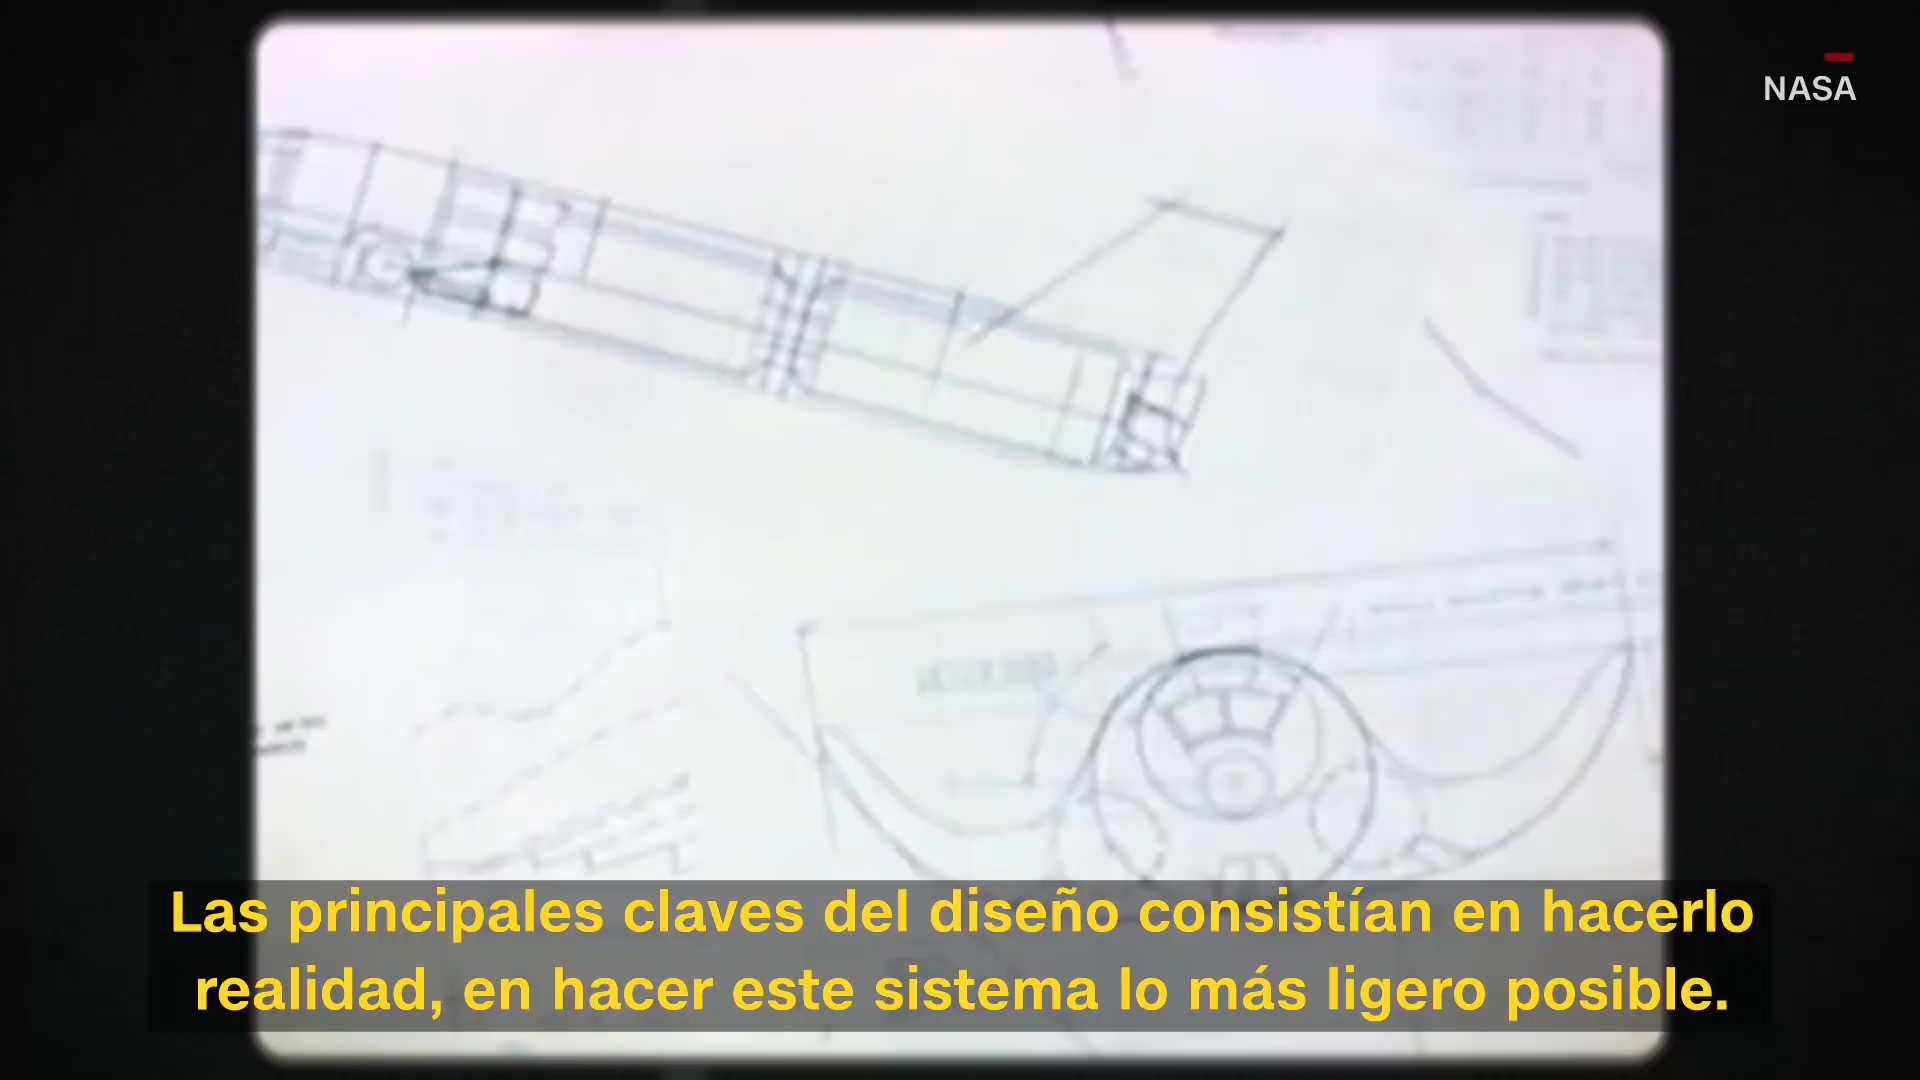 NASA
Las principales claves del diseño consistían en hacerlo
realidad, en hacer este sistema lo más ligero posible.